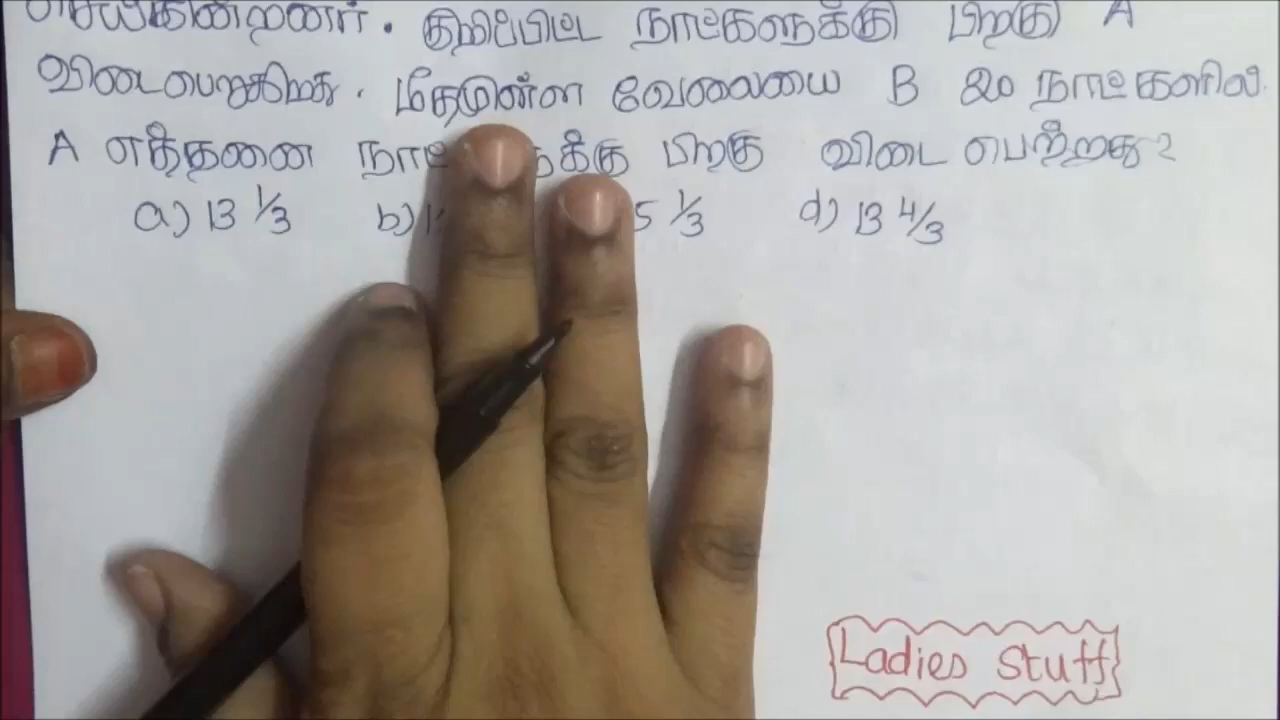 செய்கின்றனர். குறிப்பிட்ட நாட்களுக்கு பிறகு A
விடைபெறுகிறது. மீதமுள்ள வேலையை B 20 நாட்களில்.
A எத்தனை பிறகு விடை பெற்றது?
a) 13 1/3 b) 5 1/3 d) 13 4/3
Ladies Stuff